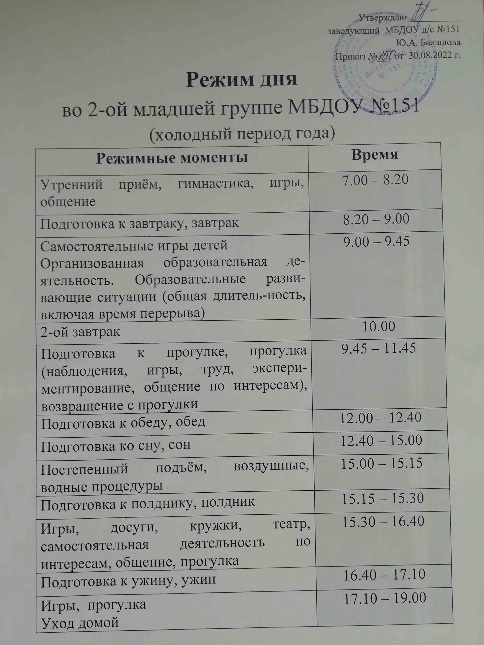 Утверждаю
заведующий МБДОУ д/с №151
Ю.А.
Приказ № от 30.08.2022 г.
Режим дня
во 2-ой младшей группе МБДОУ №151
(холодный период года)
Режимные моменты Время
Утренний приём, гимнастика, игры, 7.00 – 8.20
общение
Подготовка к завтраку, завтрак 8.20 – 9.00
Самостоятельные игры детей 9.00 – 9.45
Организованная образовательная де-
ятельность. Образовательные разви-
вающие ситуации (общая длитель-ность,
включая время перерыва)
2-ой завтрак 10.00
Подготовка к прогулке, прогулка 9.45 – 11.45
(наблюдения, игры, труд, экспери-
ментирование, общение по интересам),
возвращение с прогулки
Подготовка к обеду, обед 12.00 – 12.40
Подготовка ко сну, сон 12.40 – 15.00
Постепенный подъём, воздушные, 15.00 – 15.15
водные процедуры
Подготовка к полднику, полдник 15.15 – 15.30
Игры, досуги, кружки, театр, 15.30 – 16.40
самостоятельная деятельность по
интересам, общение, прогулка
Подготовка к ужину, ужин 16.40 – 17.10
Игры, прогулка 17.10 – 19.00
Уход домой